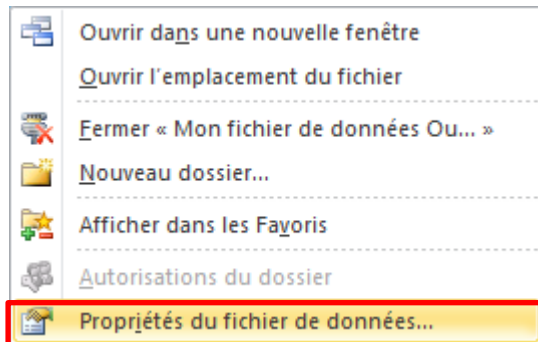 Ouvrir dans une nouvelle fenêtre
Ouvrir l'emplacement du fichier
Fermer « Mon fichier de données Ou... »
Nouveau dossier...
Afficher dans les Favoris
Autorisations du dossier
Propriétés du fichier de données...